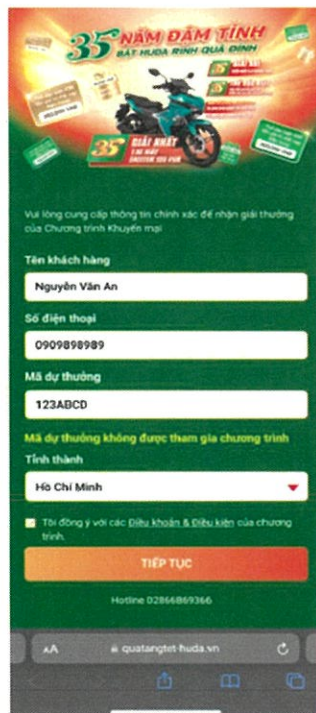 35 NĂM ĐẬM TÌNH
BẬT HUDA RINH QUÀ ĐỈNH
35 GIẢI NHẤT
Vui lòng cung cấp thông tin chính xác để nhận giải thưởng
của Chương trình Khuyến mại
Tên khách hàng
Nguyễn Văn An
Số điện thoại
0909898989
Mã dự thưởng
123ABCD
Mã dự thưởng không được tham gia chương trình
Tỉnh thành
Hồ Chí Minh
Tôi đồng ý với các Điều khoản & Điều kiện của chương
trình.
TIẾP TỤC
Hotline 02866869366
AA quatangtet-huda.vn